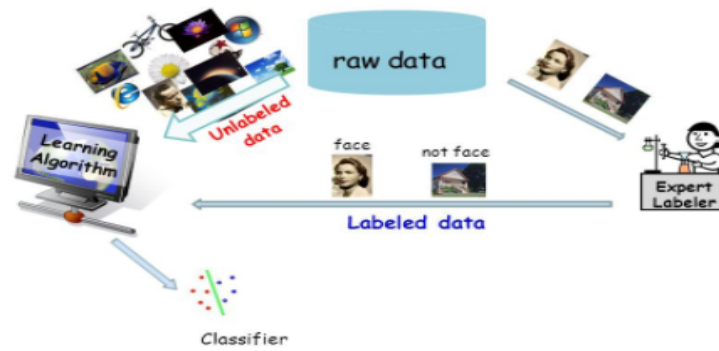 raw data
Unlabeled
data
Learning
Algorithm
face
not face
Expert
Labeler
Labeled data
Classifier